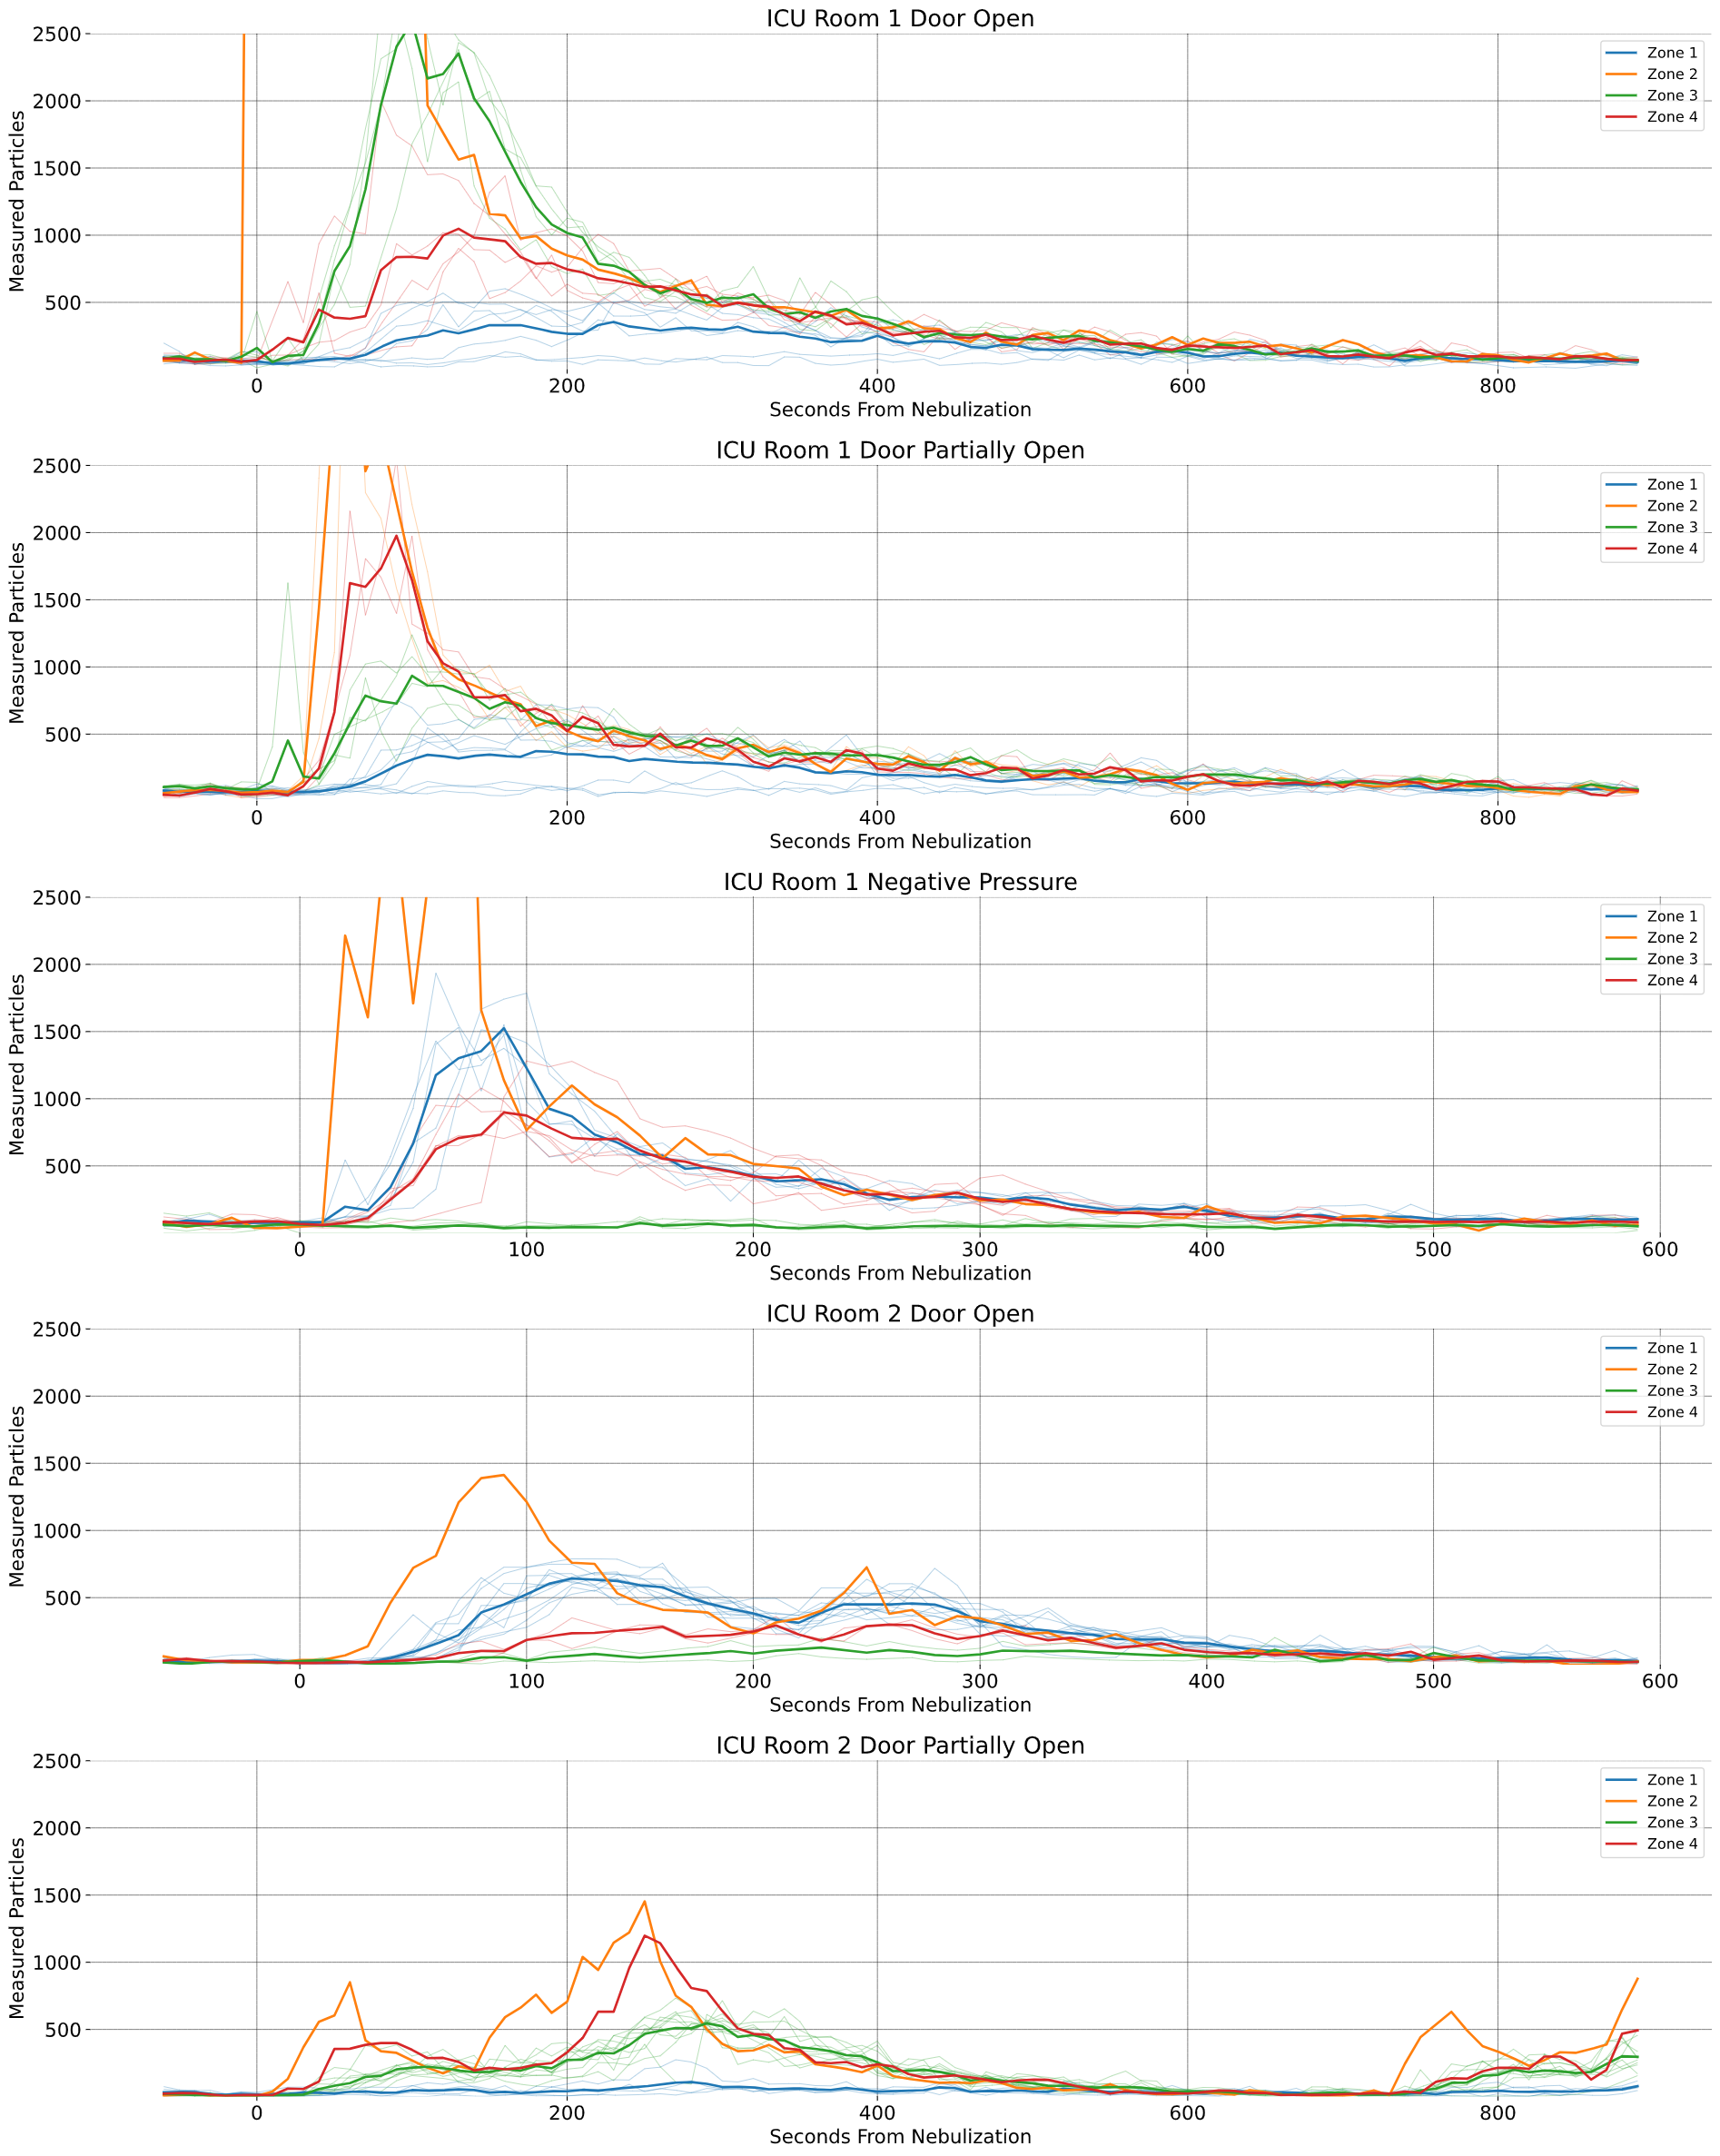 ICU Room 1 Door Open
2500
2000
1500
1000
500
Measured Particles
Zone 1
Zone 2
Zone 3
Zone 4
0 200 400 600 800
Seconds From Nebulization
ICU Room 1 Door Partially Open
2500
2000
1500
1000
500
Measured Particles
Zone 1
Zone 2
Zone 3
Zone 4
0 200 400 600 800
Seconds From Nebulization
ICU Room 1 Negative Pressure
2500
2000
1500
1000
500
Measured Particles
Zone 1
Zone 2
Zone 3
Zone 4
0 100 200 300 400 500 600
Seconds From Nebulization
ICU Room 2 Door Open
2500
2000
1500
1000
500
Measured Particles
Zone 1
Zone 2
Zone 3
Zone 4
0 100 200 300 400 500 600
Seconds From Nebulization
ICU Room 2 Door Partially Open
2500
2000
1500
1000
500
Measured Particles
Zone 1
Zone 2
Zone 3
Zone 4
0 200 400 600 800
Seconds From Nebulization